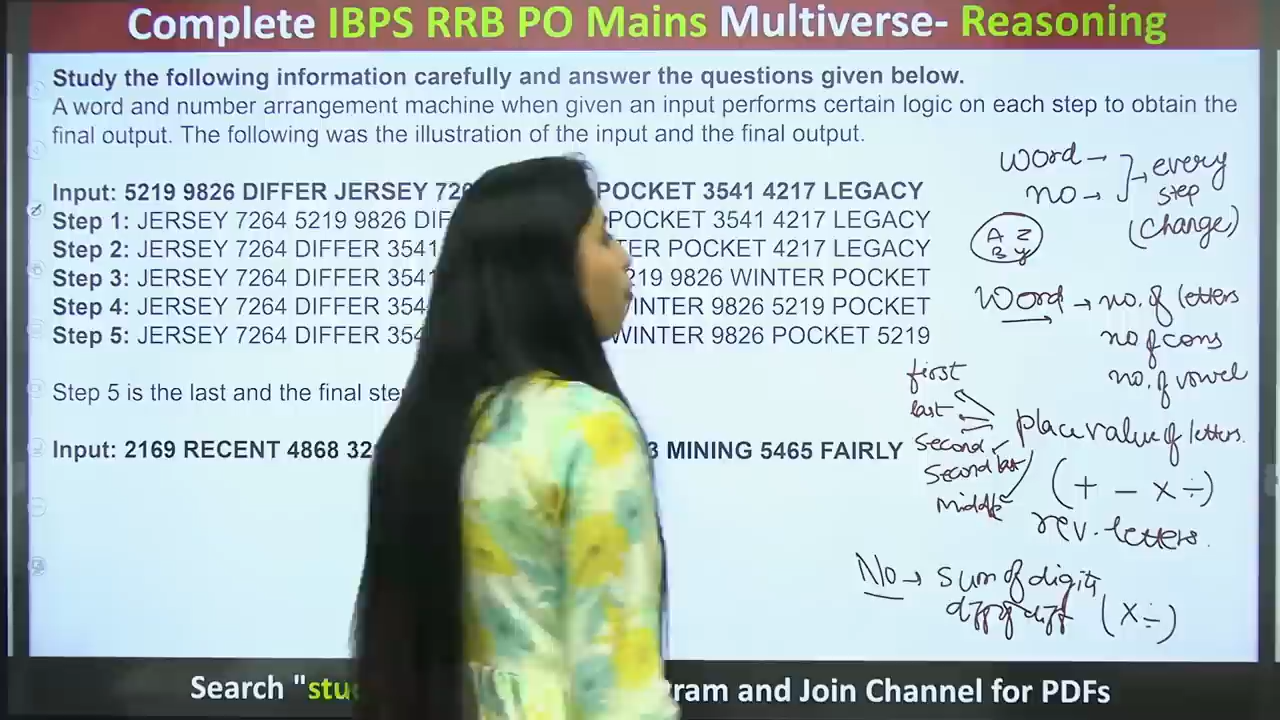 Complete IBPS RRB PO Mains Multiverse- Reasoning
Study the following information carefully and answer the questions given below.
A word and number arrangement machine when given an input performs certain logic on each step to obtain the
final output. The following was the illustration of the input and the final output.
Input: 5219 9826 DIFFER JERSEY POCKET 3541 4217 LEGACY
Step 1: JERSEY 7264 5219 9826 POCKET 3541 4217 LEGACY
Step 2: JERSEY 7264 DIFFER 3541 POCKET 4217 LEGACY
Step 3: JERSEY 7264 DIFFER 9826 WINTER POCKET
Step 4: JERSEY 7264 DIFFER 9826 5219 POCKET
Step 5: JERSEY 7264 DIFFER 9826 POCKET 5219
Step 5 is the last and the final
Input: 2169 RECENT 4868 MINING 5465 FAIRLY
word → every
no → step
(change)
A Z
B y
Word → no. of letters
no of cons
no. of vowel
first
last
second
Second last
middle
place value of letters.
(+ - × ÷)
rev. letters.
No → sum of digits
(× ÷)
Search " and Join Channel for PDFs